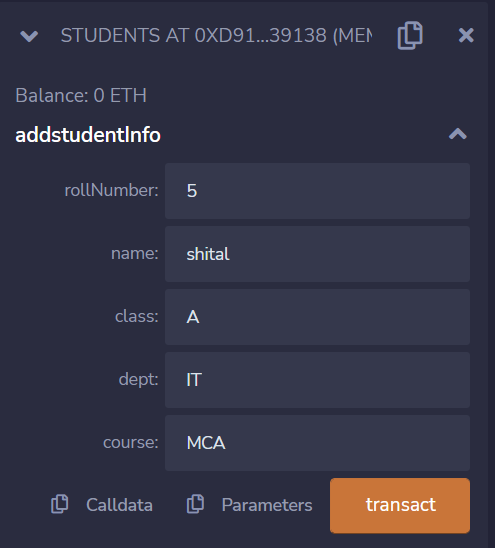 STUDENTS AT 0XD91...39138 (MEM
Balance: 0 ETH
addstudentInfo
rollNumber: 5
name: shital
class: A
dept: IT
course: MCA
Calldata Parameters transact